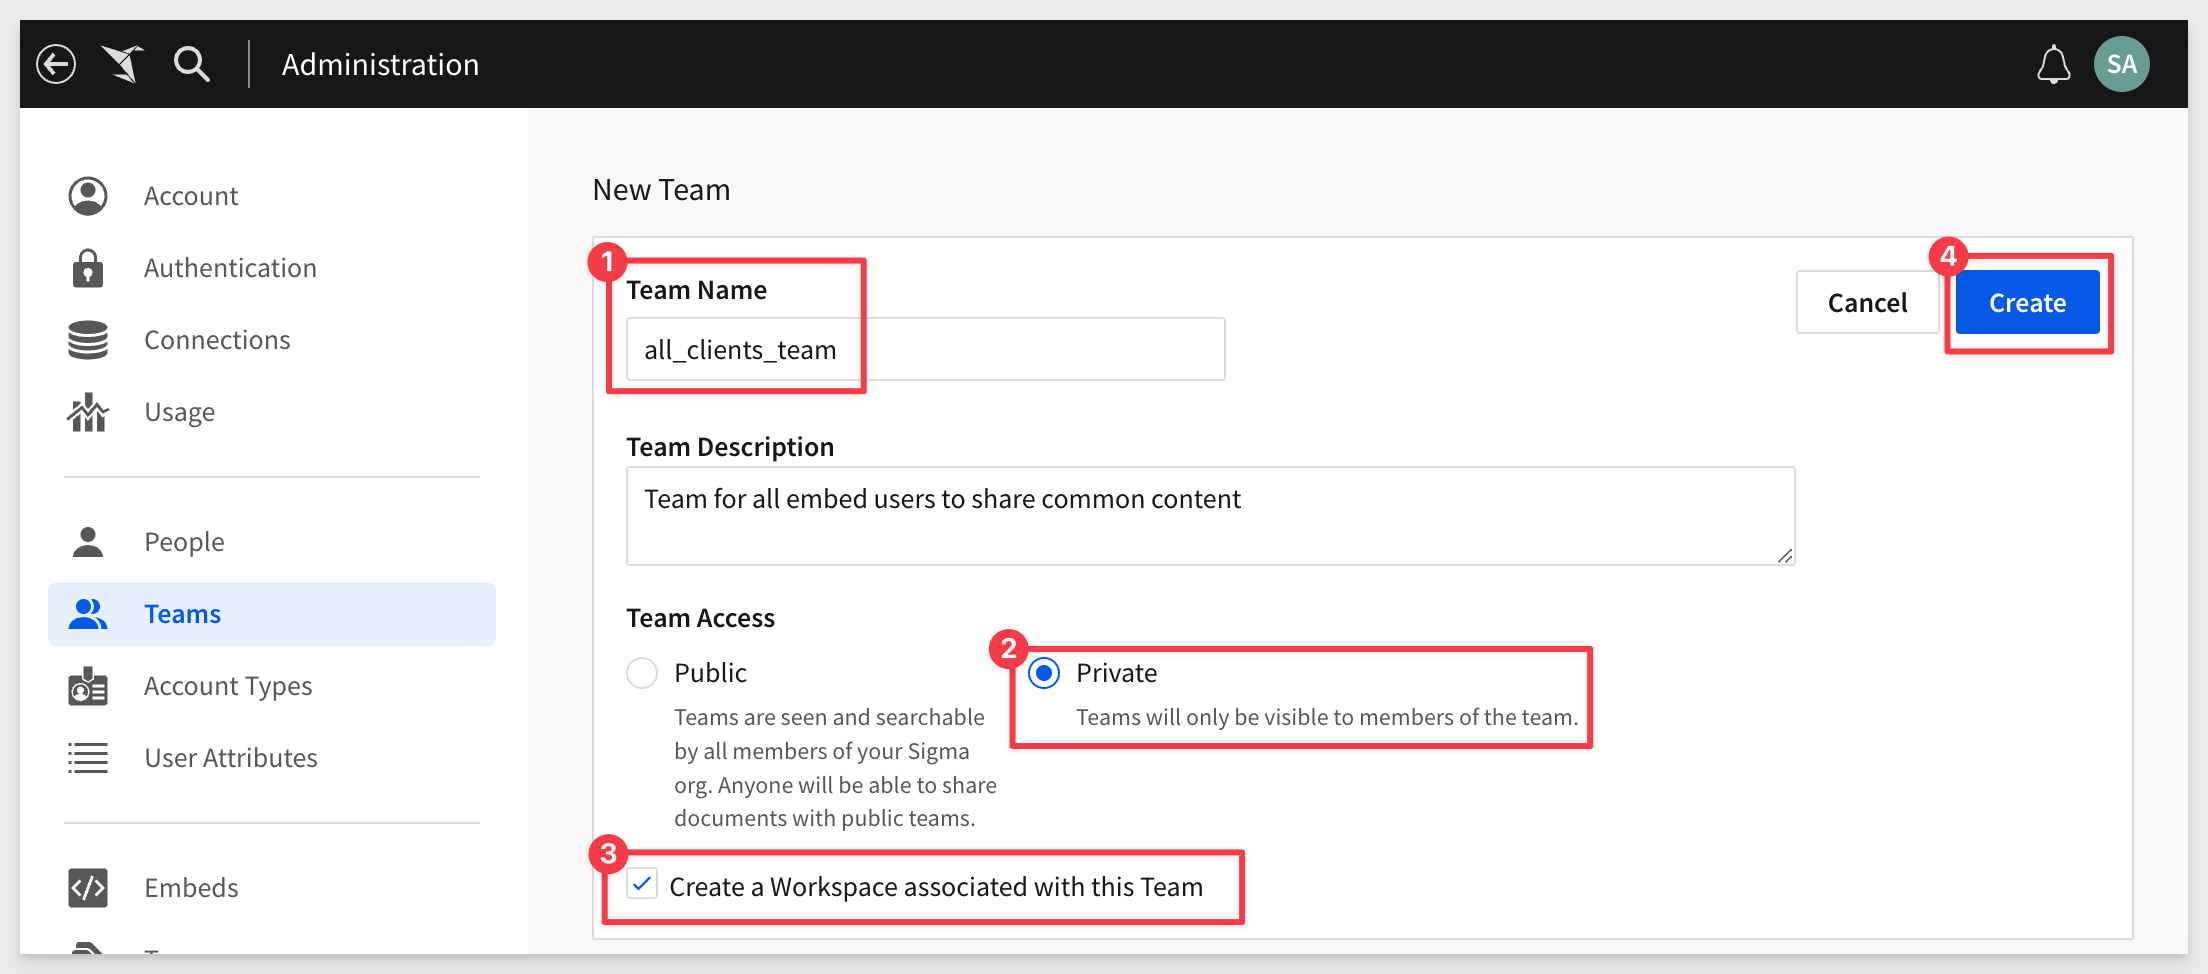 Administration
SA
Account
Authentication
Connections
Usage
People
Teams
Account Types
User Attributes
Embeds
New Team
1
Team Name
all_clients_team
4
Cancel
Create
Team Description
Team for all embed users to share common content
Team Access
Public
Teams are seen and searchable
by all members of your Sigma
org. Anyone will be able to share
documents with public teams.
2
Private
Teams will only be visible to members of the team.
3
Create a Workspace associated with this Team